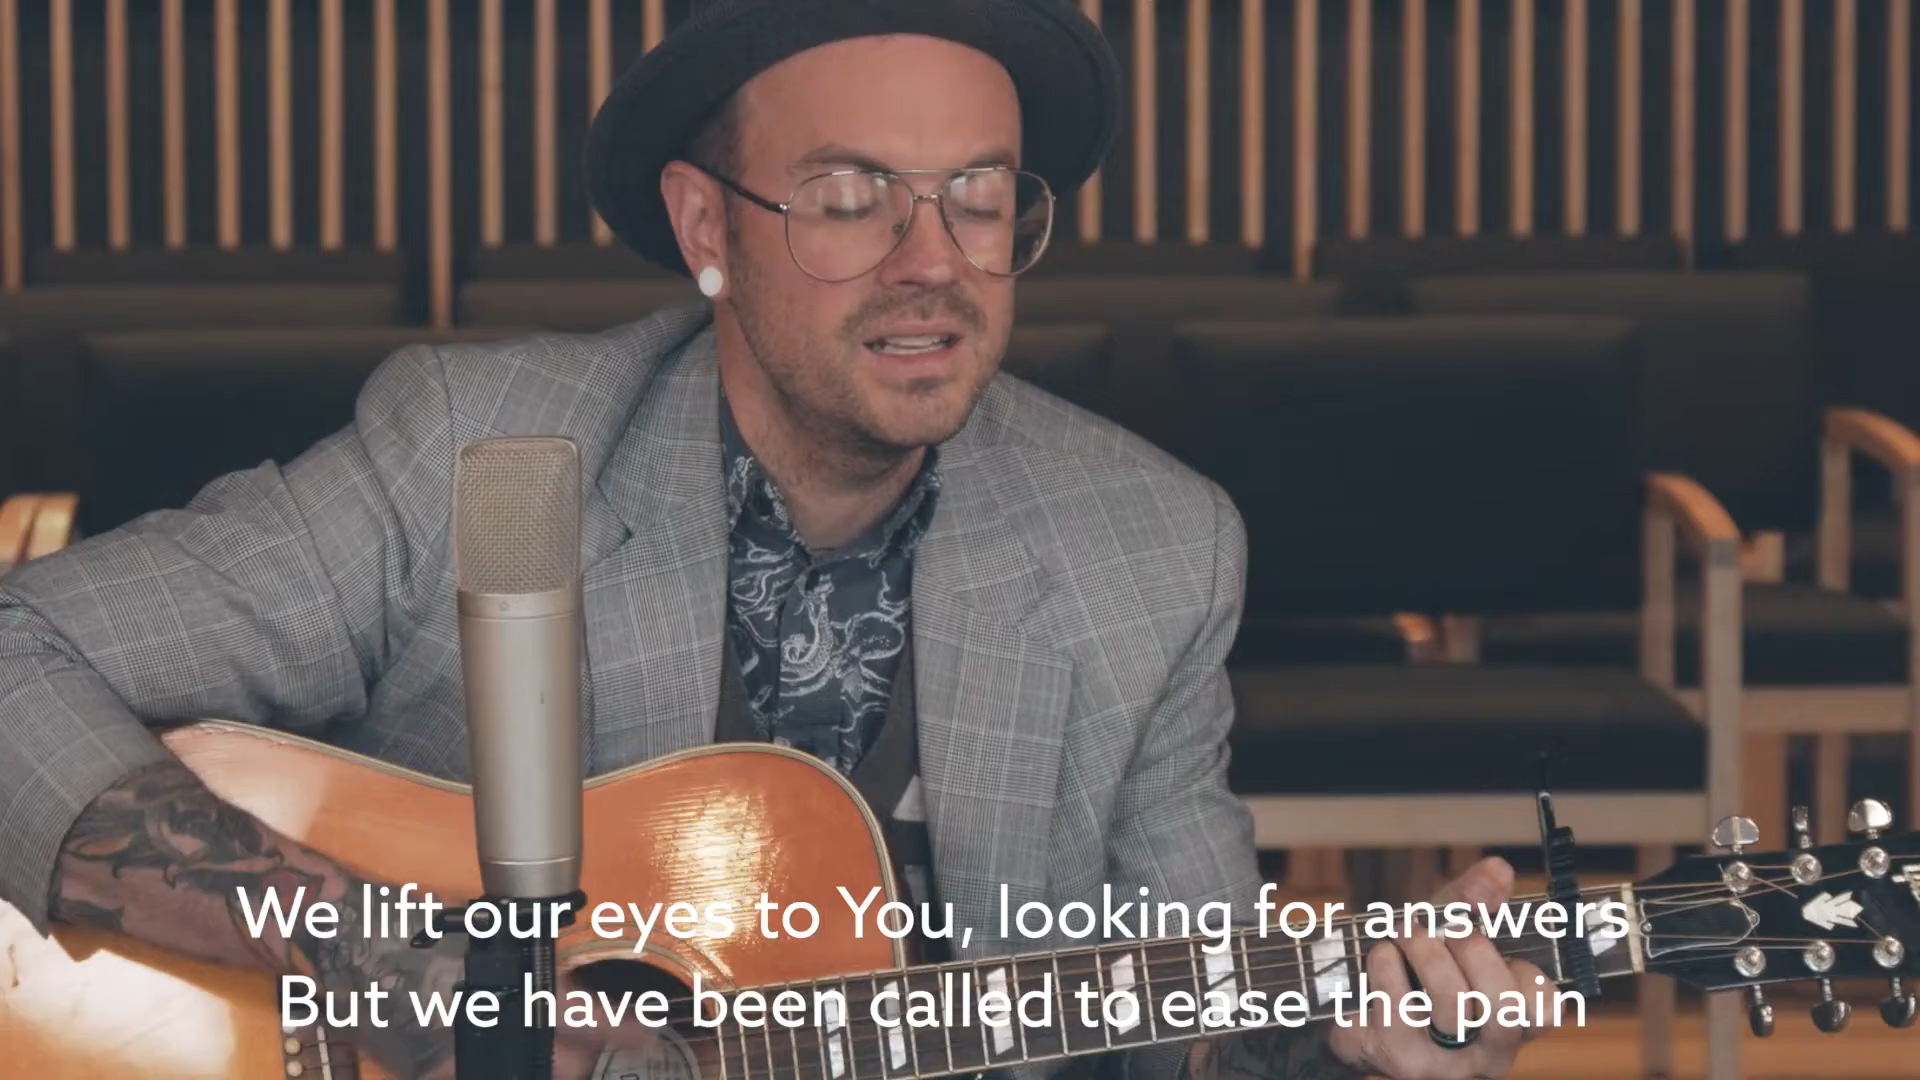 We lift our eyes to You, looking for answers
But we have been called to ease the pain